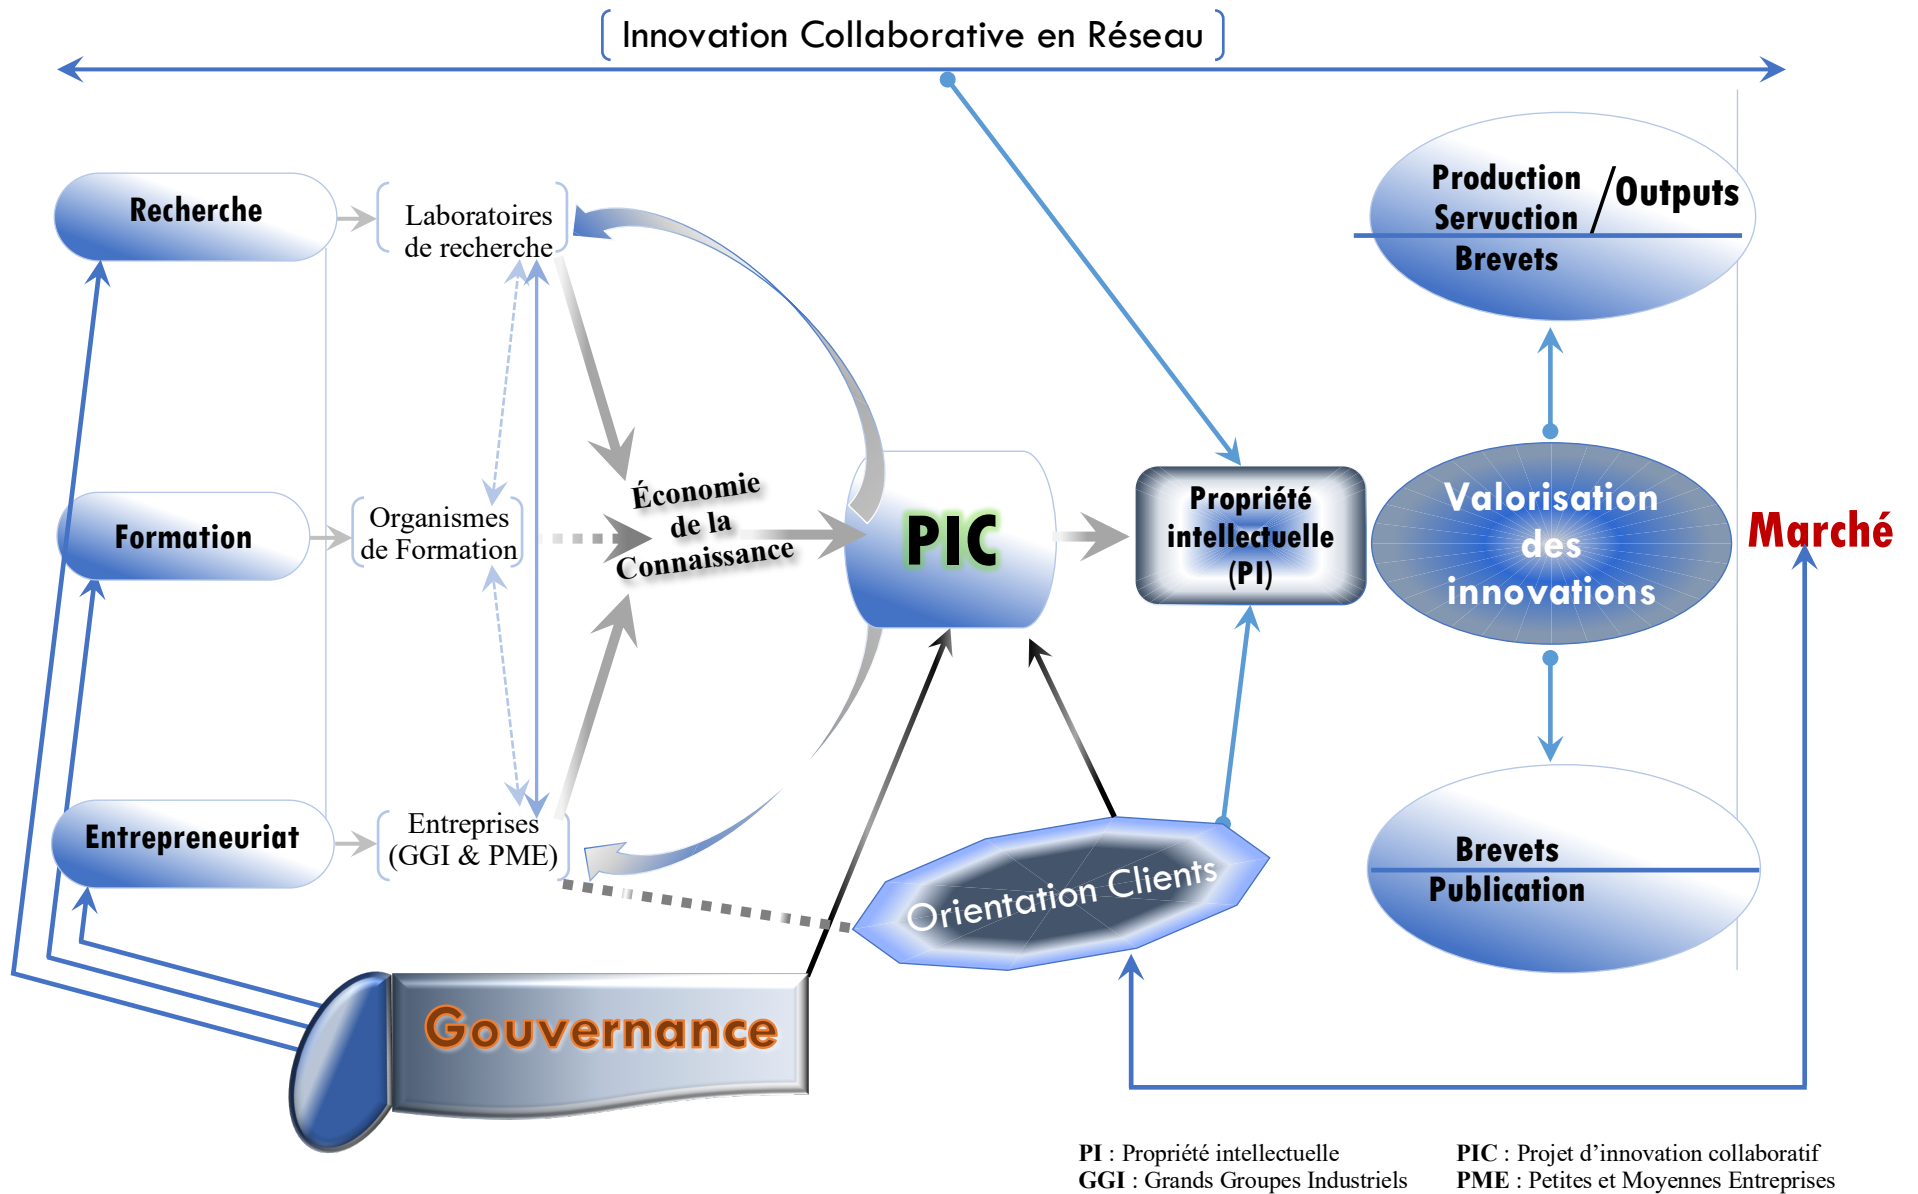 Innovation Collaborative en Réseau
Recherche
Laboratoires
de recherche
Production
Servuction
/Outputs
Brevets
Formation
Organismes
de Formation
Économie
de la
Connaissance
PIC
Propriété
intellectuelle
(PI)
Valorisation
des
innovations
Marché
Entrepreneuriat
Entreprises
(GGI & PME)
Orientation Clients
Brevets
Publication
Gouvernance
PI : Propriété intellectuelle
PIC : Projet d’innovation collaboratif
GGI : Grands Groupes Industriels
PME : Petites et Moyennes Entreprises